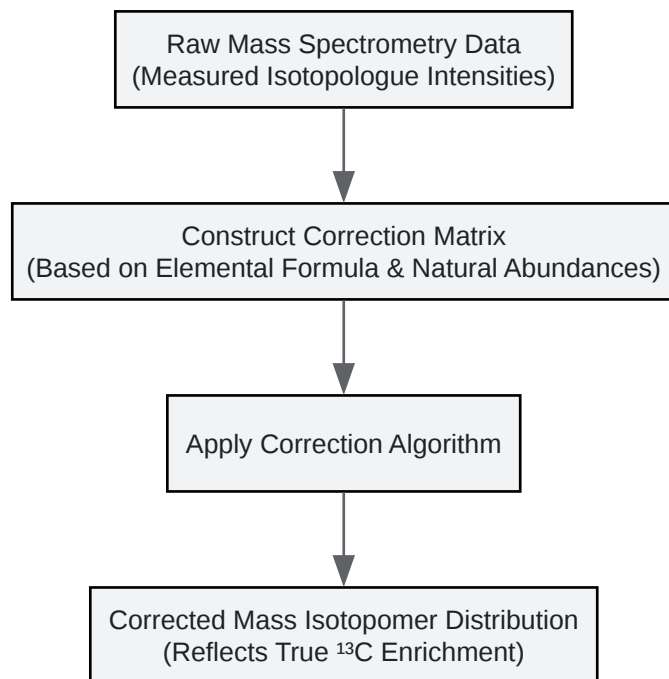 Raw Mass Spectrometry Data
(Measured Isotopologue Intensities)
Construct Correction Matrix
(Based on Elemental Formula & Natural Abundances)
Apply Correction Algorithm
Corrected Mass Isotopomer Distribution
(Reflects True ¹³C Enrichment)